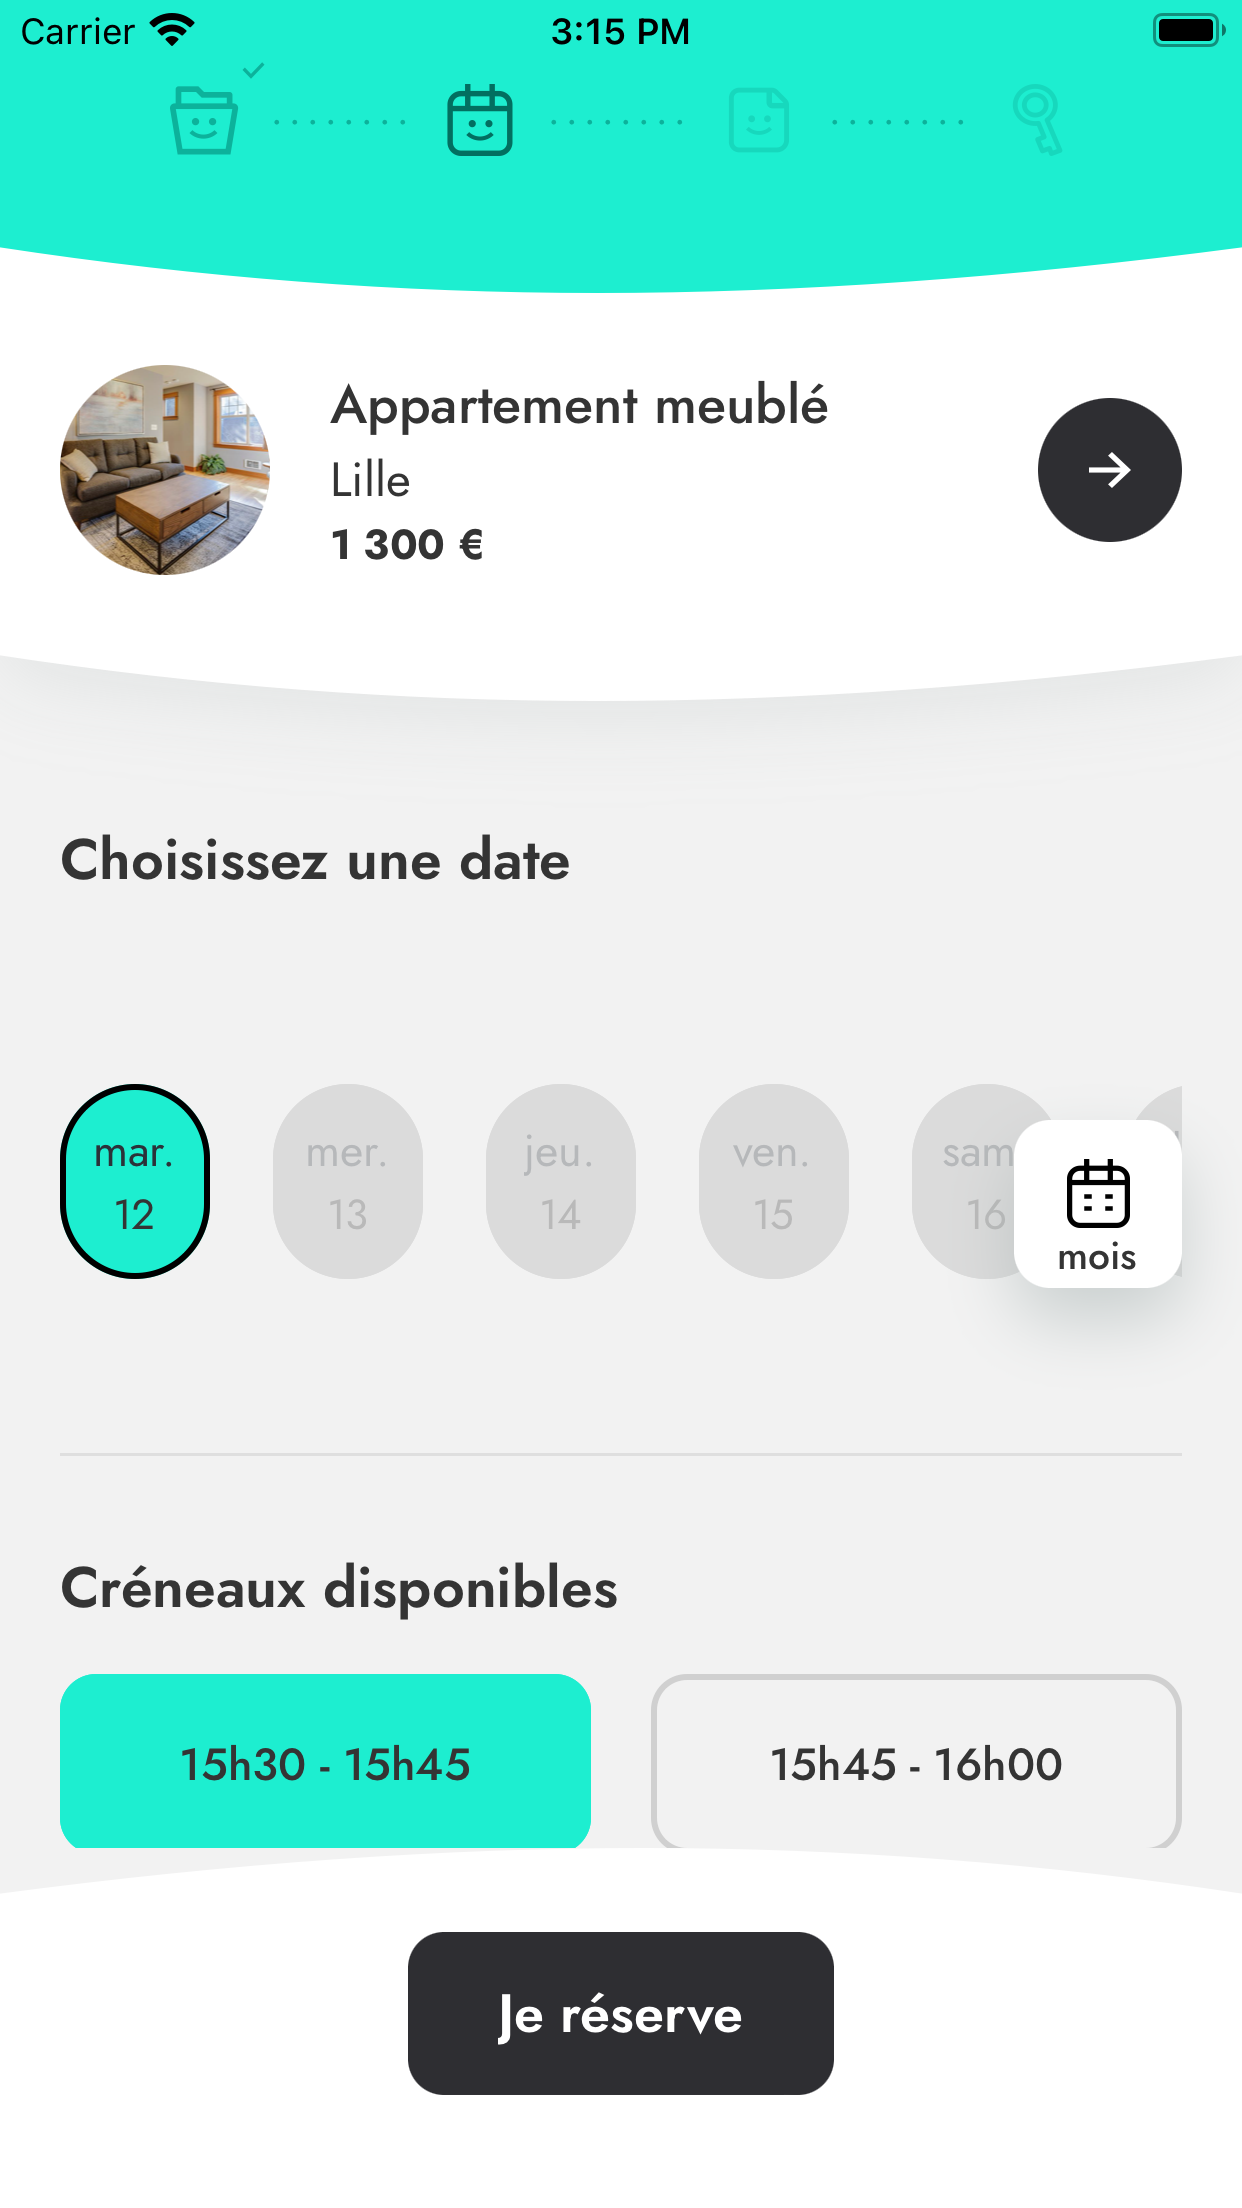 Carrier 3:15 PM
Appartement meublé
Lille
1 300 €
Choisissez une date
mar. mer. jeu. ven. sam
12 13 14 15 16
mois
Créneaux disponibles
15h30 - 15h45 15h45 - 16h00
Je réserve